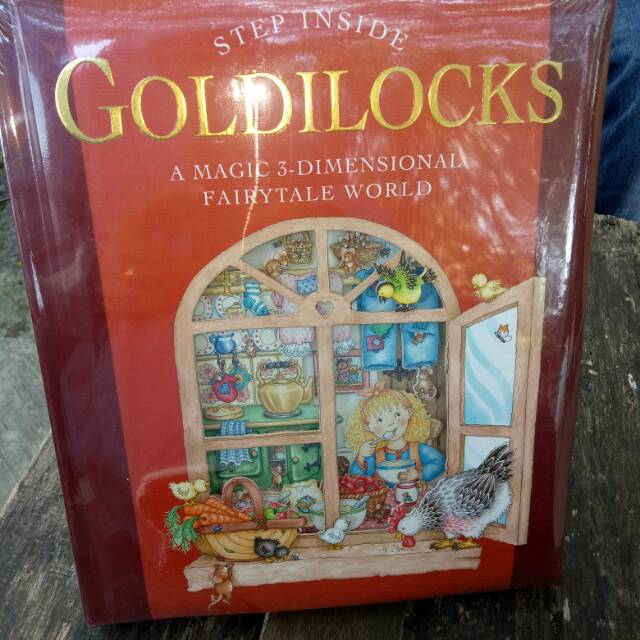 STEP INSIDE
GOLDILOCKS
A MAGIC 3-DIMENSIONAL
FAIRYTALE WORLD